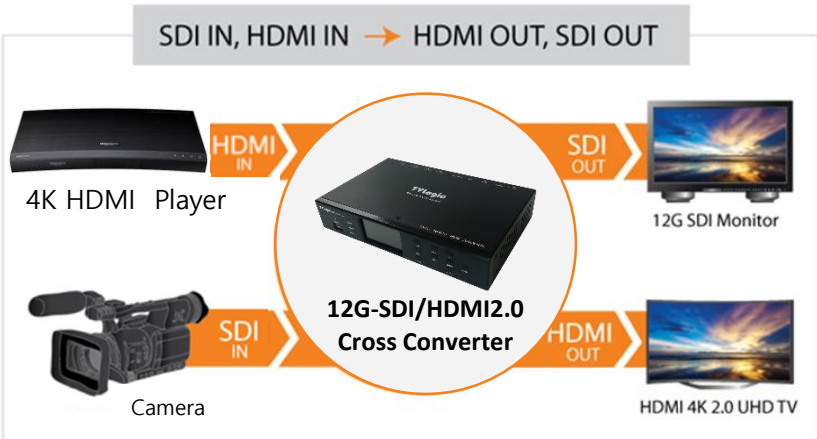 SDI IN, HDMI IN → HDMI OUT, SDI OUT
HDMI
IN
SDI
OUT
4K HDMI Player
TYlogic
12G SDI Monitor
12G-SDI/HDMI2.0
Cross Converter
SDI
IN
HDMI
OUT
Camera
HDMI 4K 2.0 UHD TV